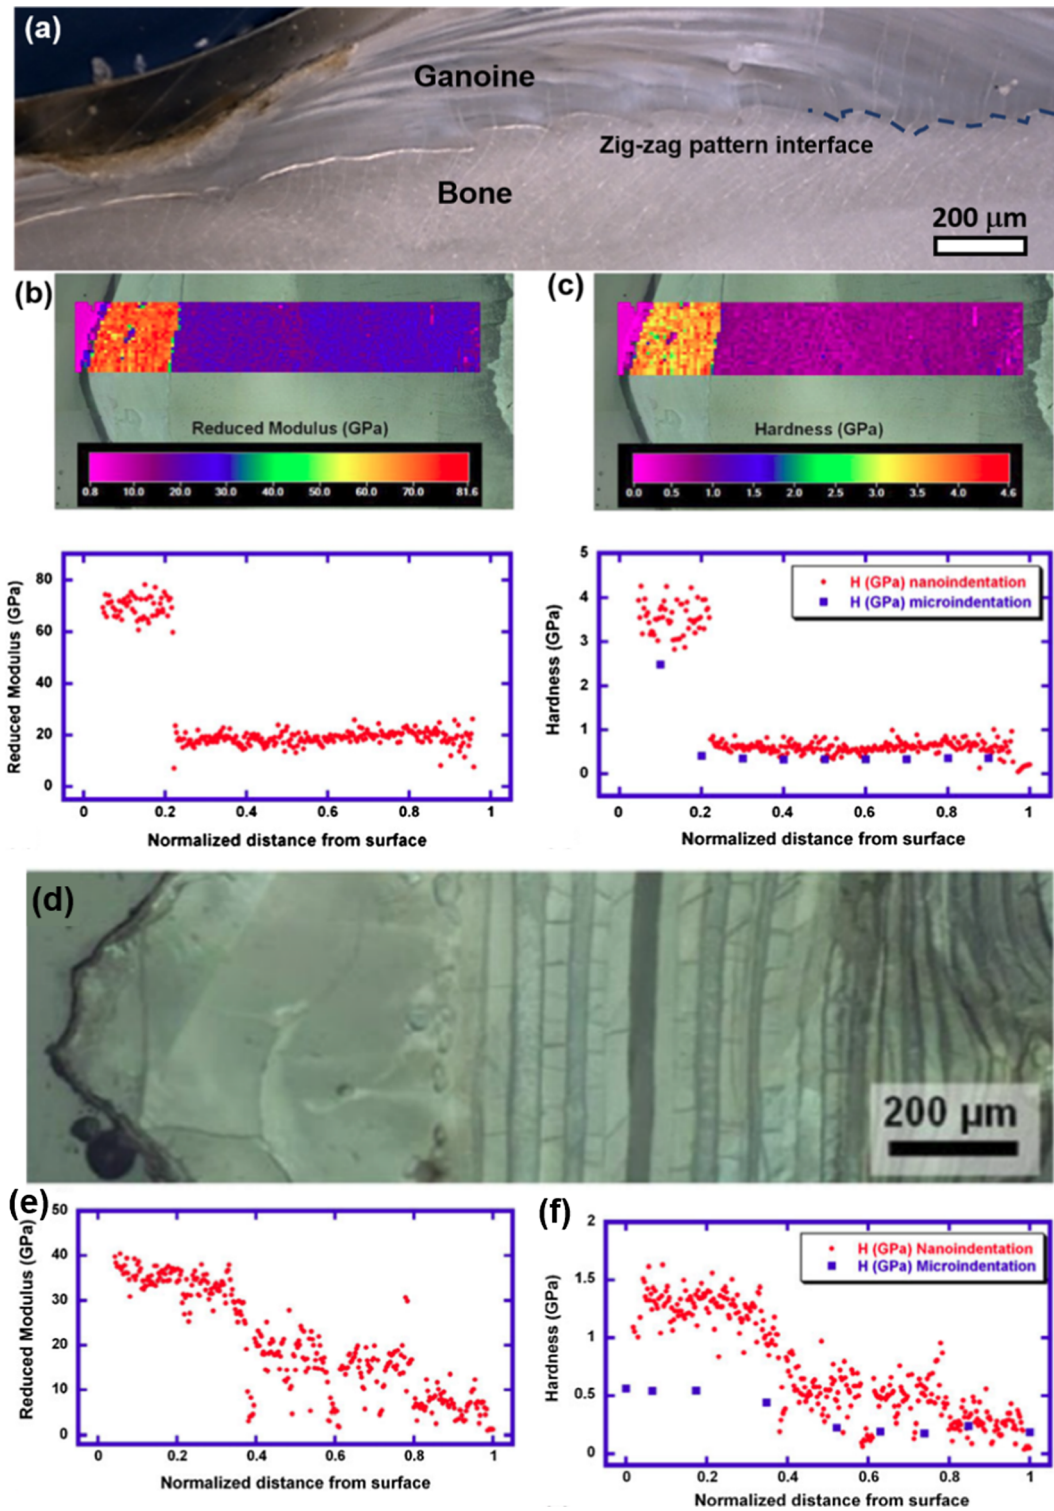 (a)
Ganoine
Zig-zag pattern interface
Bone
200 μm
(b)
Reduced Modulus (GPa)
0.8 10.0 20.0 30.0 40.0 50.0 60.0 70.0 81.6
(c)
Hardness (GPa)
0.0 0.5 1.0 1.5 2.0 2.5 3.0 3.5 4.0 4.6
Reduced Modulus (GPa)
80
60
40
20
0
0 0.2 0.4 0.6 0.8 1
Normalized distance from surface
Hardness (GPa)
5
4
3
2
1
0
H (GPa) nanoindentation
H (GPa) microindentation
0 0.2 0.4 0.6 0.8 1
Normalized distance from surface
(d)
200 μm
(e)
Reduced Modulus (GPa)
50
40
30
20
10
0
0 0.2 0.4 0.6 0.8 1
Normalized distance from surface
(f)
Hardness (GPa)
2
1.5
1
0.5
0
H (GPa) Nanoindentation
H (GPa) Microindentation
0 0.2 0.4 0.6 0.8 1
Normalized distance from surface